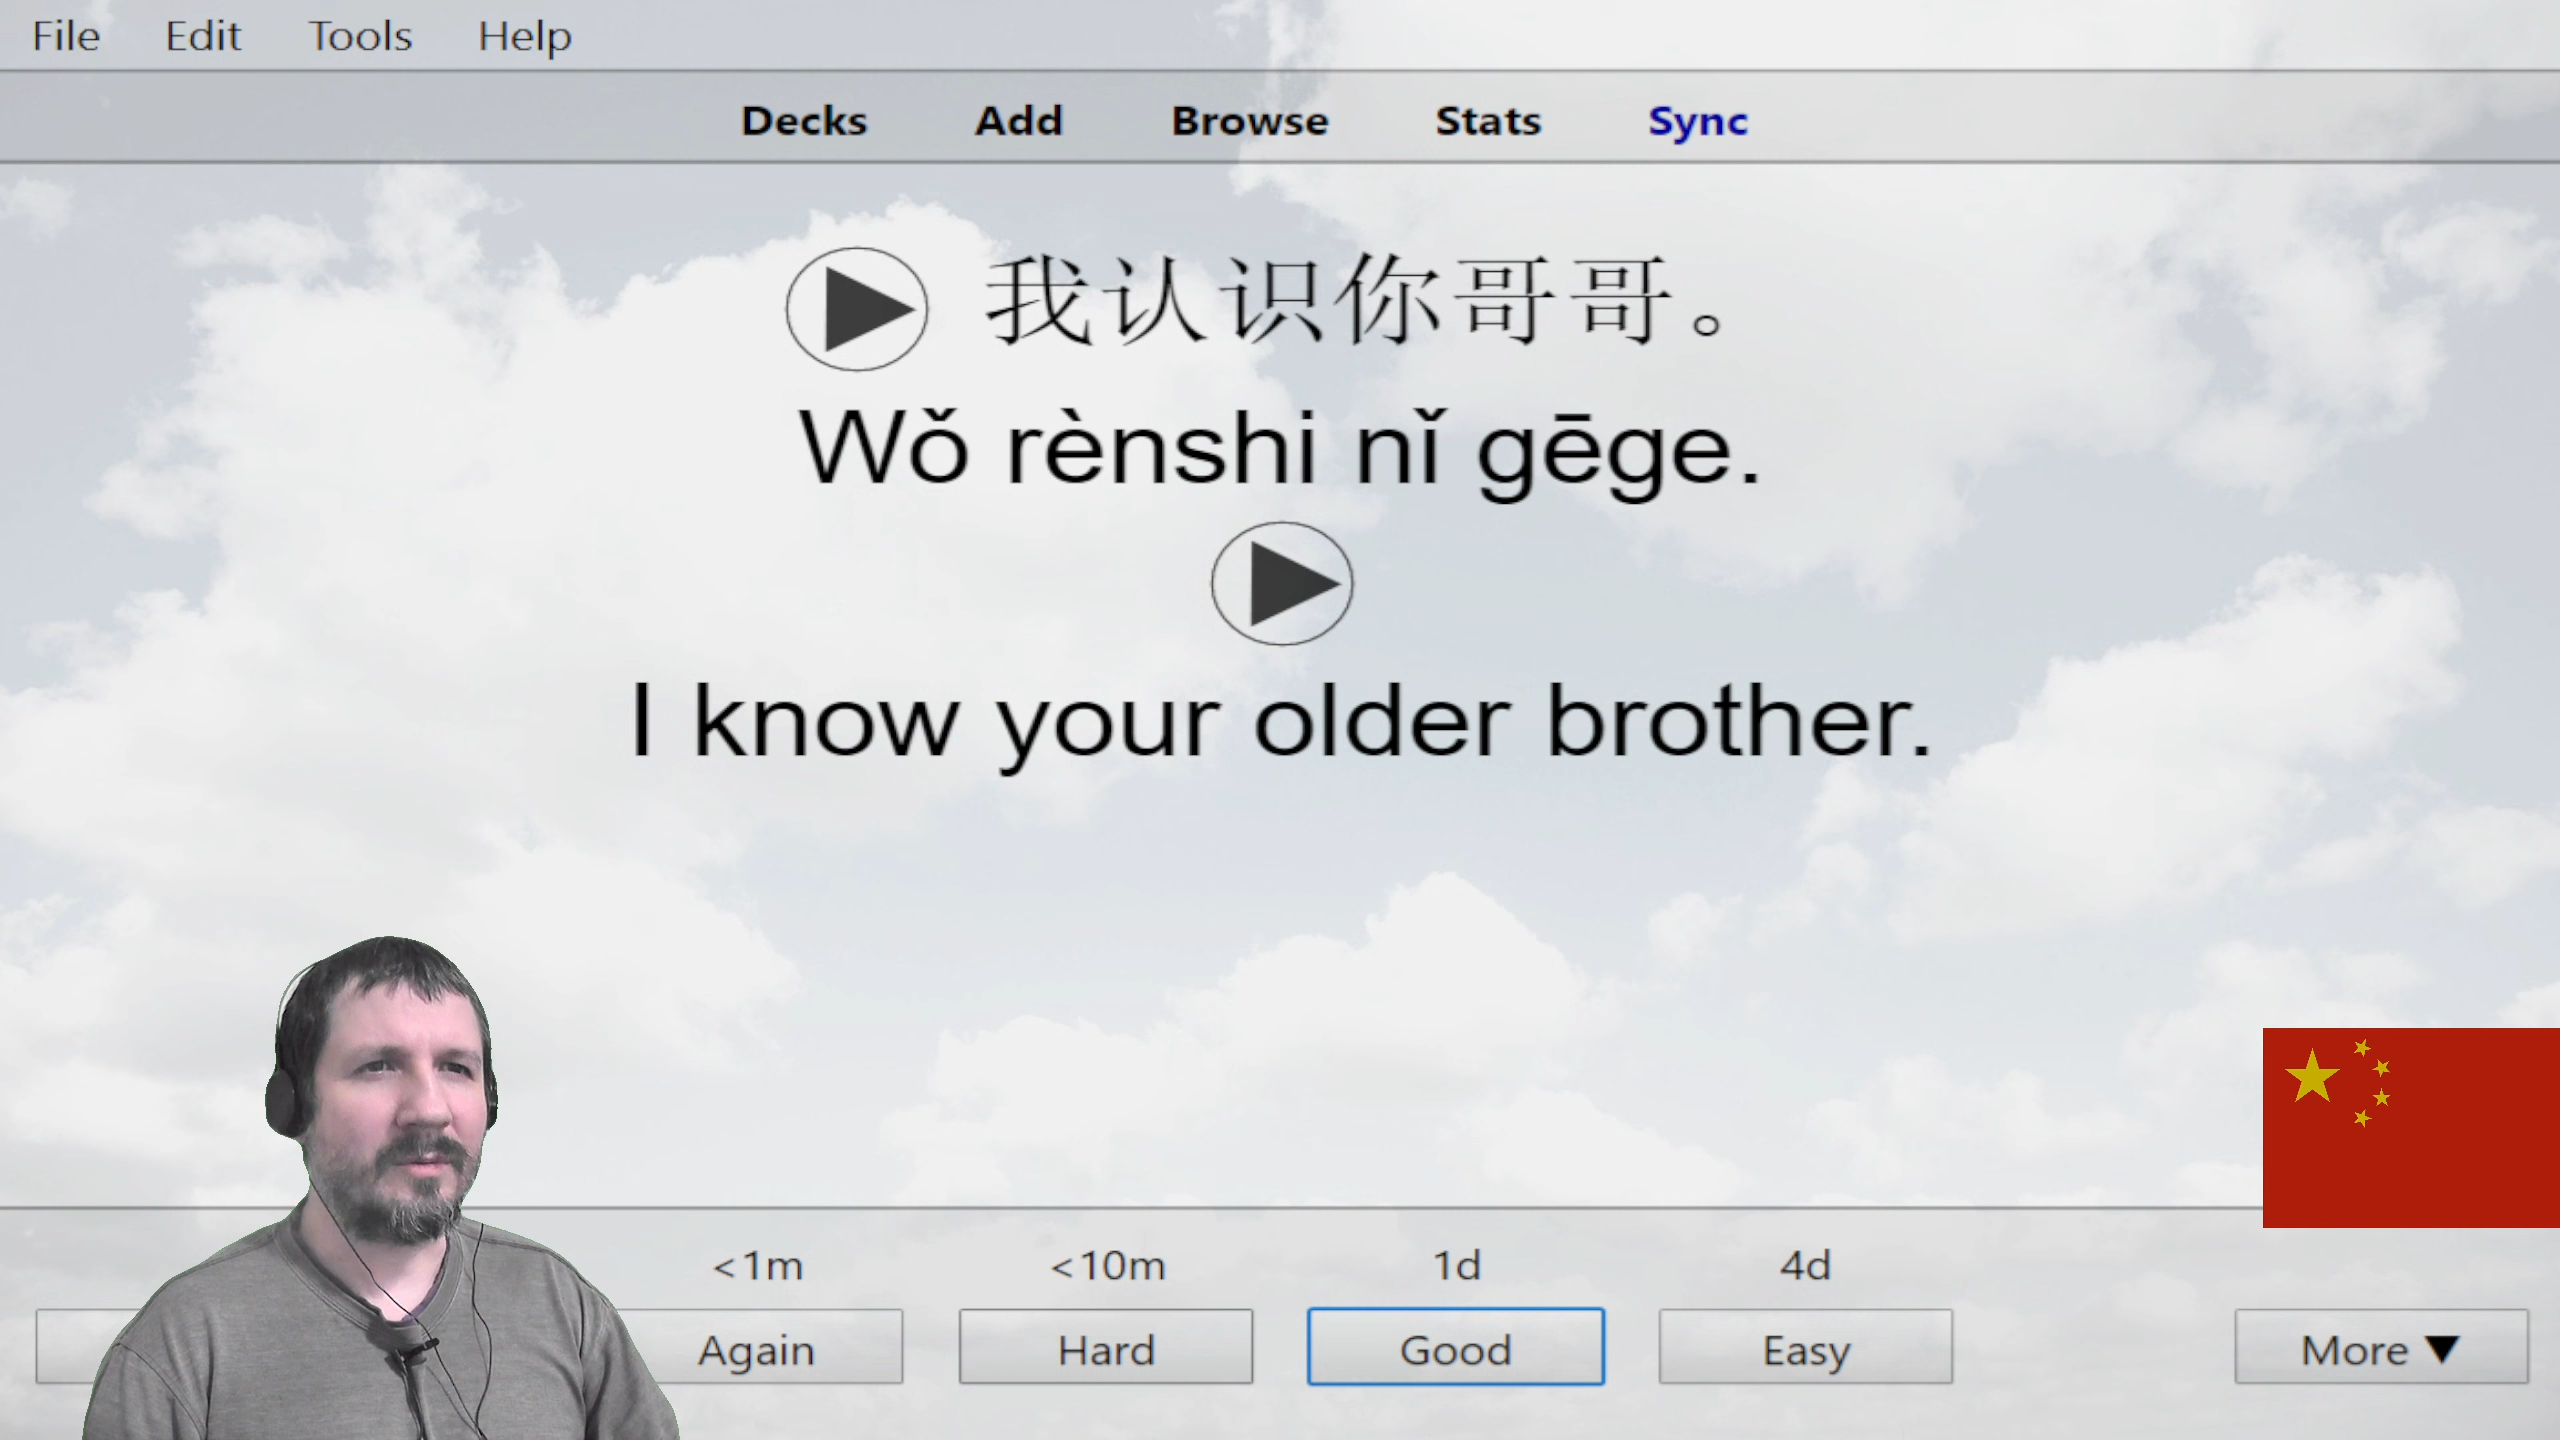 File Edit Tools Help
Decks Add Browse Stats Sync
我认识你哥哥。
Wǒ rènshi nǐ gēge.
I know your older brother.
<1m <10m 1d 4d
Again Hard Good Easy More ▼